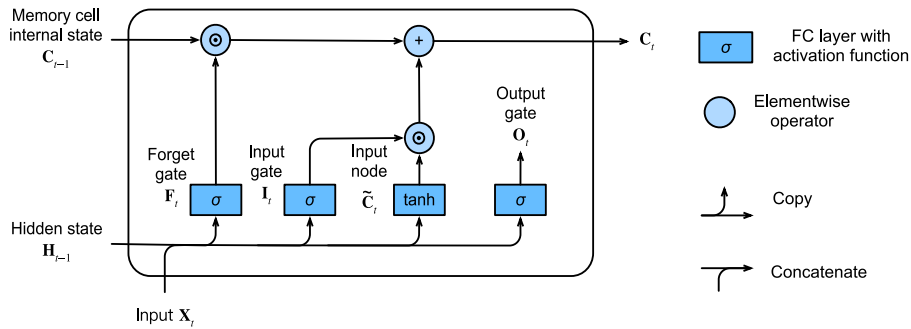 Memory cell
internal state
C_{t-1}
⊙
+
C_t
σ
FC layer with
activation function
Elementwise
operator
Output
gate
O_t
⊙
Forget
gate
F_t
σ
Input
gate
I_t
σ
Input
node
C̃_t
tanh
σ
Copy
Hidden state
H_{t-1}
Concatenate
Input X_t